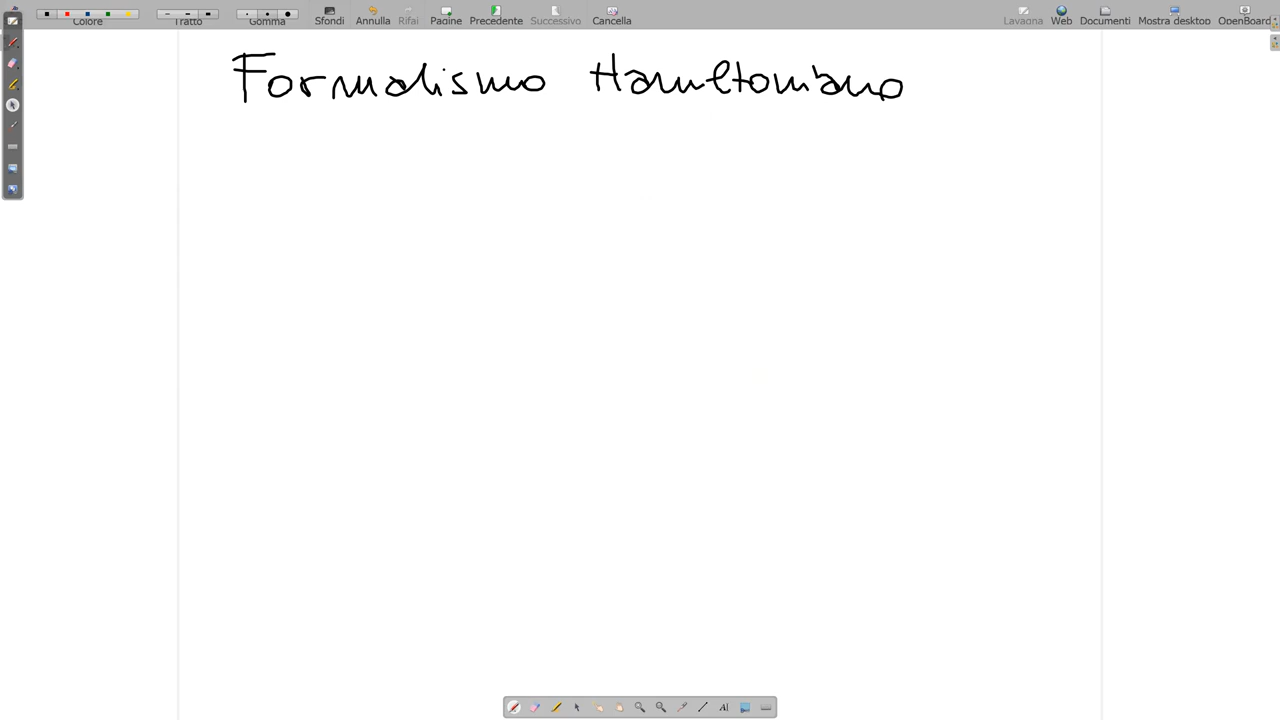 Colore Tratto Gomma Sfondi Annulla Rifai Pagine Precedente Successivo Cancella Lavagna Web Documenti Mostra desktop OpenBoard
Formalismo Hamiltoniano